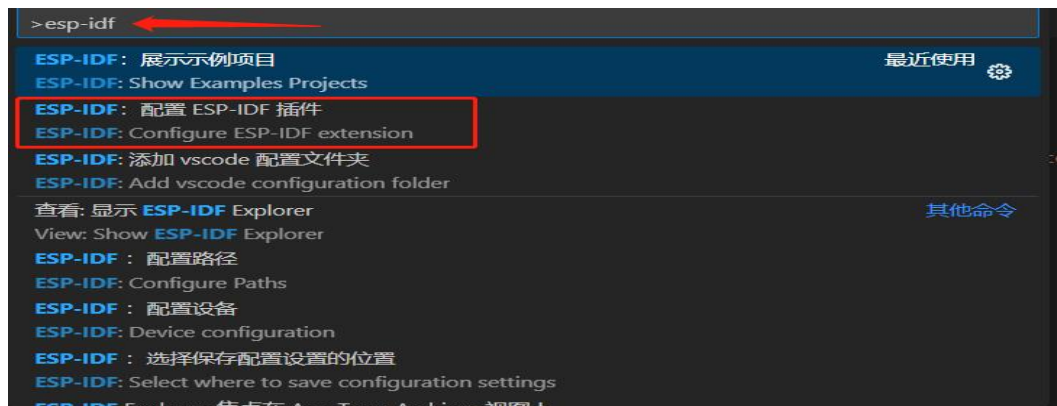 >esp-idf
ESP-IDF：展示示例项目 最近使用
ESP-IDF: Show Examples Projects
ESP-IDF：配置 ESP-IDF 插件
ESP-IDF: Configure ESP-IDF extension
ESP-IDF: 添加 vscode 配置文件夹
ESP-IDF: Add vscode configuration folder
查看: 显示 ESP-IDF Explorer 其他命令
View: Show ESP-IDF Explorer
ESP-IDF ：配置路径
ESP-IDF: Configure Paths
ESP-IDF ：配置设备
ESP-IDF: Device configuration
ESP-IDF ：选择保存配置设置的位置
ESP-IDF: Select where to save configuration settings